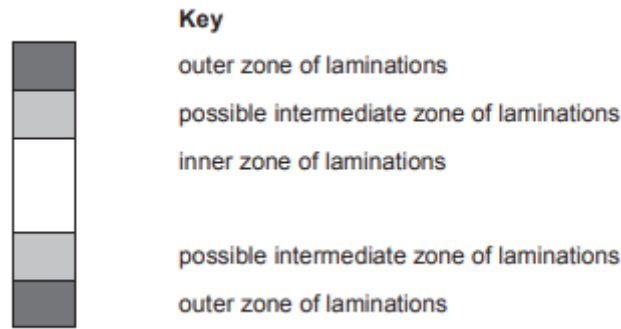 Key
outer zone of laminations
possible intermediate zone of laminations
inner zone of laminations
possible intermediate zone of laminations
outer zone of laminations